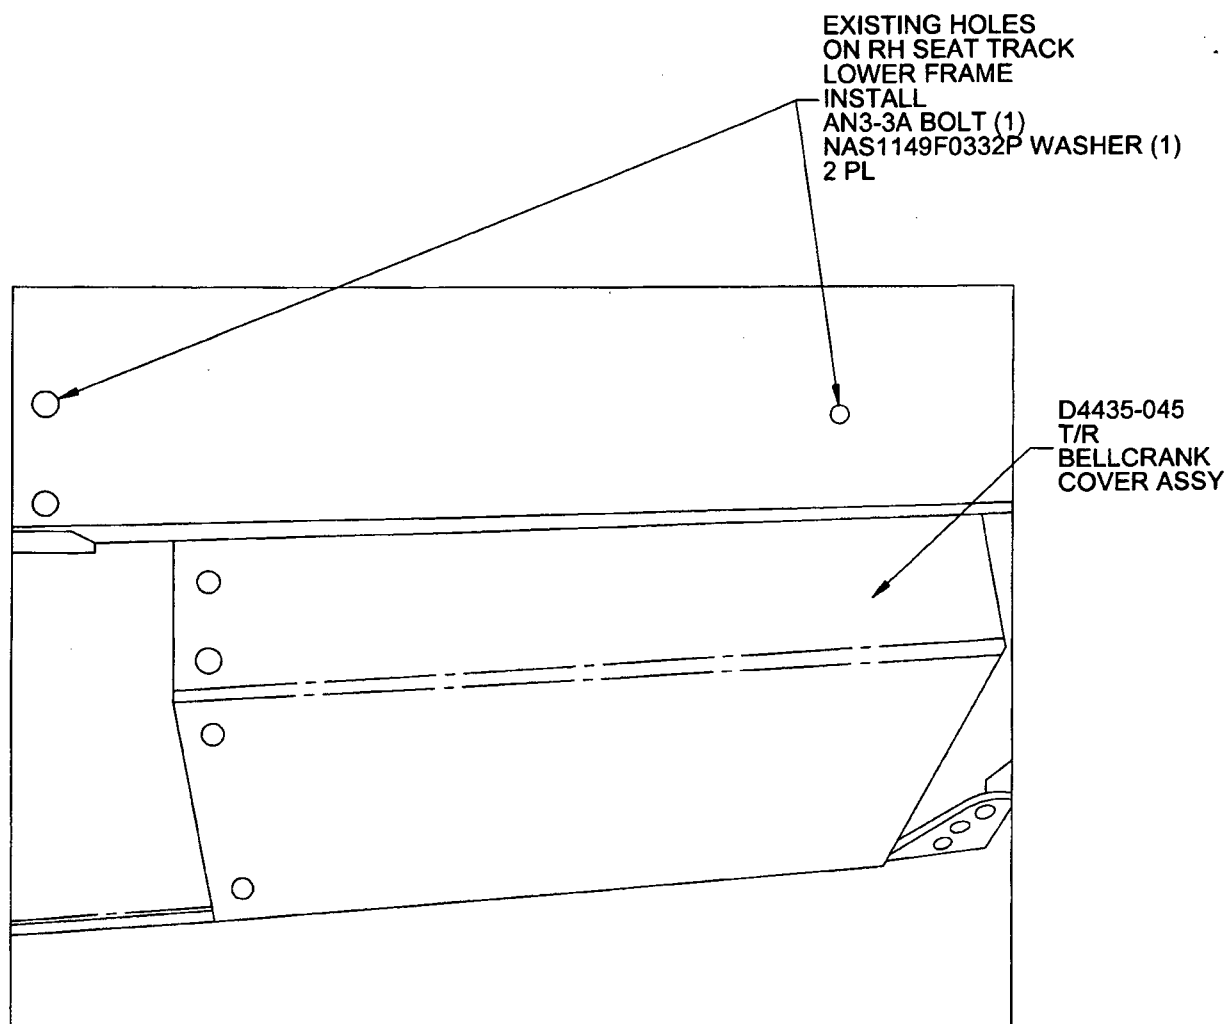 EXISTING HOLES
ON RH SEAT TRACK
LOWER FRAME
INSTALL
AN3-3A BOLT (1)
NAS1149F0332P WASHER (1)
2 PL
D4435-045
T/R
BELLCRANK
COVER ASSY